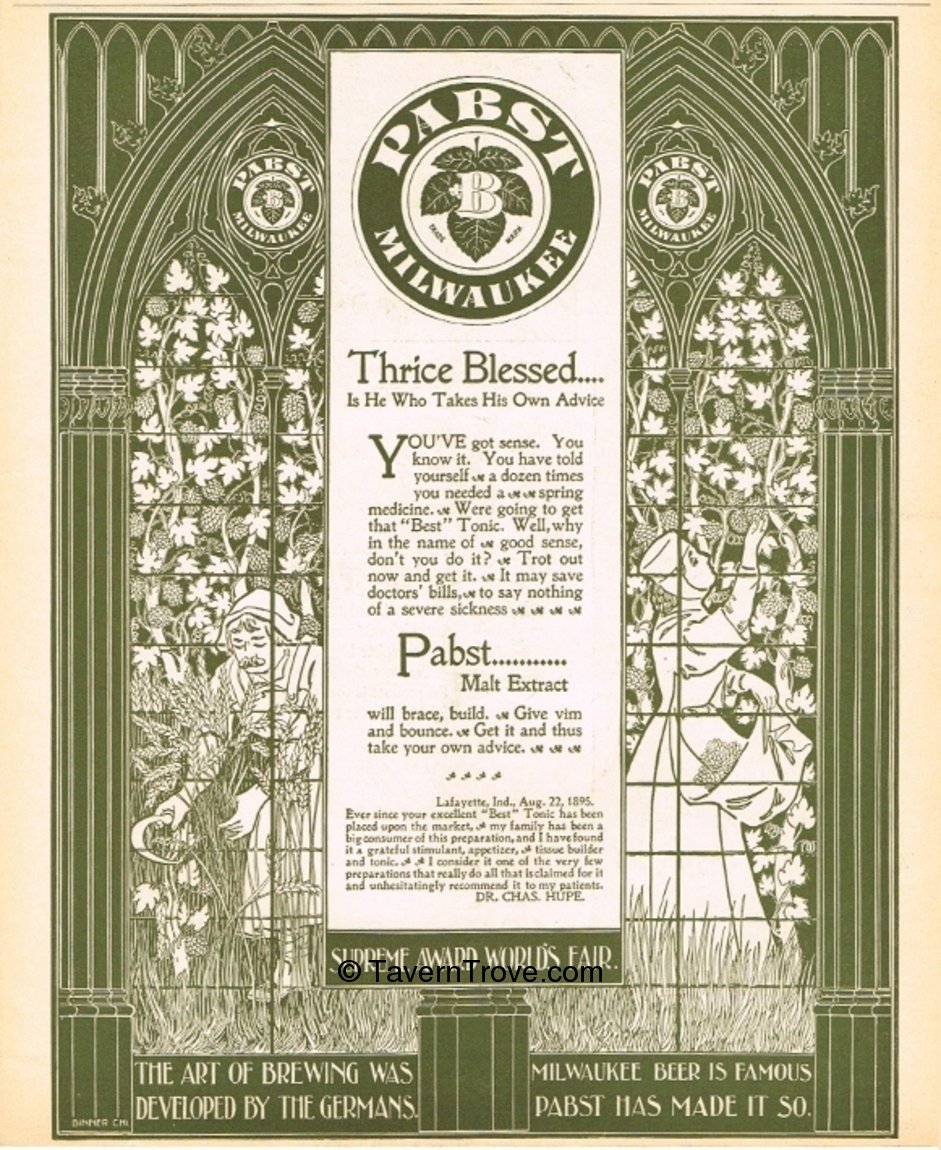 PABST
B
TRADE MARK
MILWAUKEE
PABST
B
MILWAUKEE
PABST
B
MILWAUKEE
Thrice Blessed....
Is He Who Takes His Own Advice
YOU'VE got sense. You
know it. You have told
yourself a dozen times
you needed a spring
medicine. Were going to get
that "Best" Tonic. Well, why
in the name of good sense,
don't you do it? Trot out
now and get it. It may save
doctors' bills, to say nothing
of a severe sickness
Pabst...........
Malt Extract
will brace, build. Give vim
and bounce. Get it and thus
take your own advice.
Lafayette, Ind., Aug. 22, 1895.
Ever since your excellent "Best" Tonic has been
placed upon the market, my family has been a
big consumer of this preparation, and I have found
it a grateful stimulant, appetizer, tissue builder
and tonic. I consider it one of the very few
preparations that really do all that is claimed for it
and unhesitatingly recommend it to my patients.
DR. CHAS. HUPE.
SUPREME AWARD WORLD'S FAIR.
© TavernTrove.com
THE ART OF BREWING WAS
DEVELOPED BY THE GERMANS.
MILWAUKEE BEER IS FAMOUS
PABST HAS MADE IT SO.
BINNER CHI.